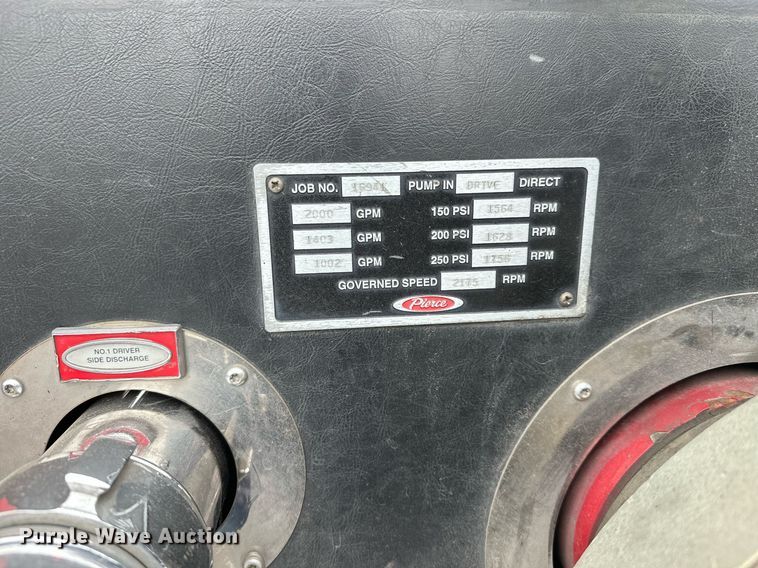 JOB NO. PUMP IN DRIVE DIRECT
2000 GPM 150 PSI 1564 RPM
1403 GPM 200 PSI 1628 RPM
1002 GPM 250 PSI 1756 RPM
GOVERNED SPEED 2175 RPM
Pierce
NO.1 DRIVER
SIDE DISCHARGE
Purple Wave Auction